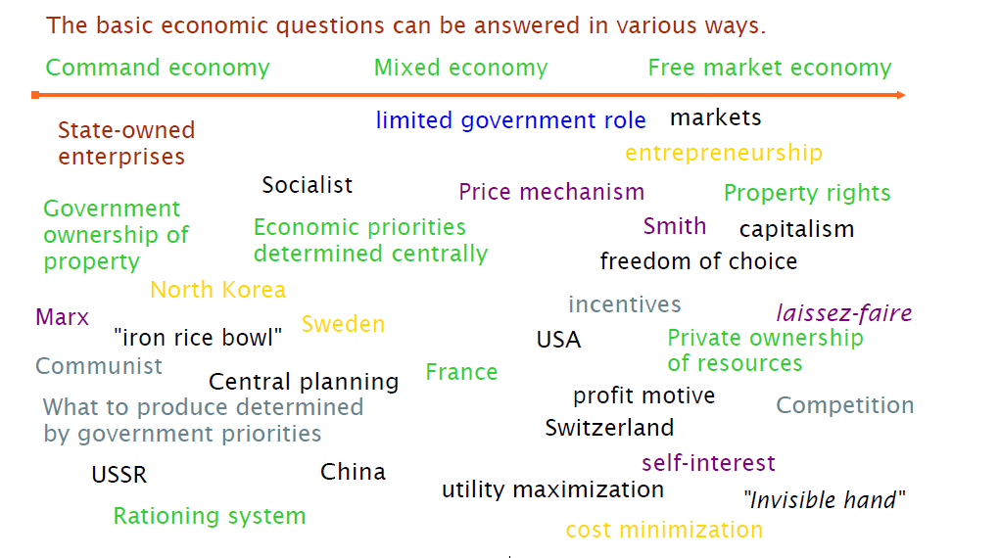 The basic economic questions can be answered in various ways.
Command economy
Mixed economy
Free market economy
State-owned
enterprises
limited government role
markets
entrepreneurship
Socialist
Price mechanism
Property rights
Government
ownership of
property
Economic priorities
determined centrally
Smith
capitalism
freedom of choice
North Korea
incentives
laissez-faire
Marx
"iron rice bowl"
Sweden
USA
Private ownership
of resources
Communist
Central planning
France
profit motive
Competition
What to produce determined
by government priorities
Switzerland
USSR
China
self-interest
utility maximization
"Invisible hand"
Rationing system
cost minimization